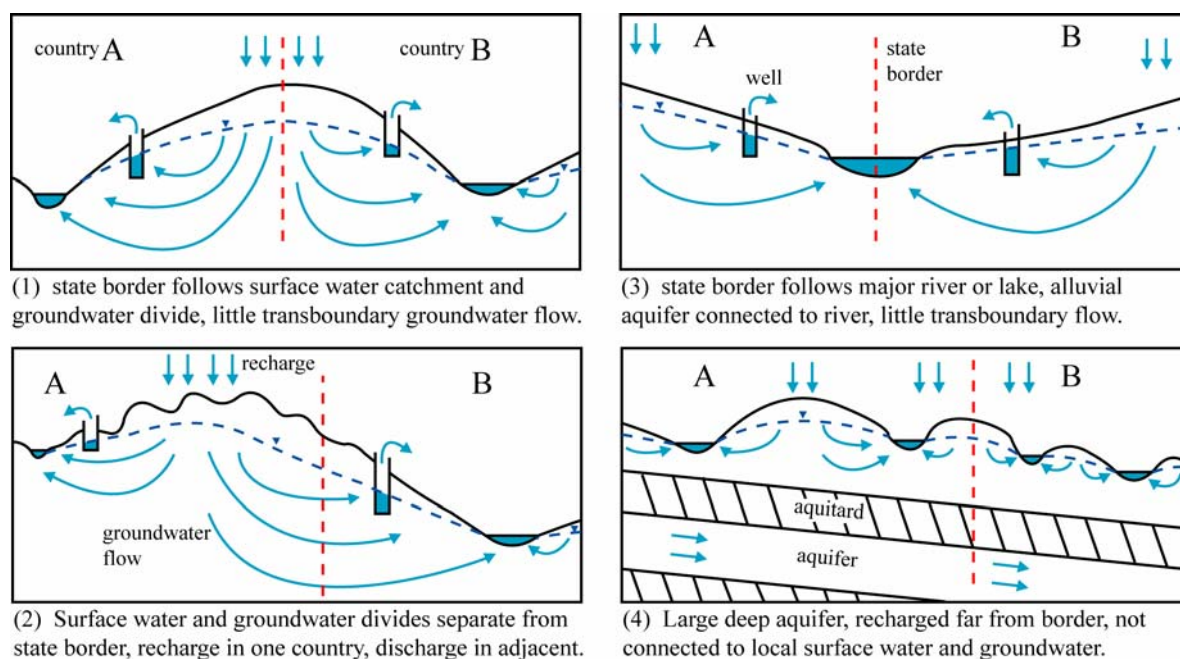 country A
country B
(1) state border follows surface water catchment and
groundwater divide, little transboundary groundwater flow.
A
B
state
border
well
(3) state border follows major river or lake, alluvial
aquifer connected to river, little transboundary flow.
A
recharge
B
groundwater
flow
(2) Surface water and groundwater divides separate from
state border, recharge in one country, discharge in adjacent.
A
B
aquitard
aquifer
(4) Large deep aquifer, recharged far from border, not
connected to local surface water and groundwater.